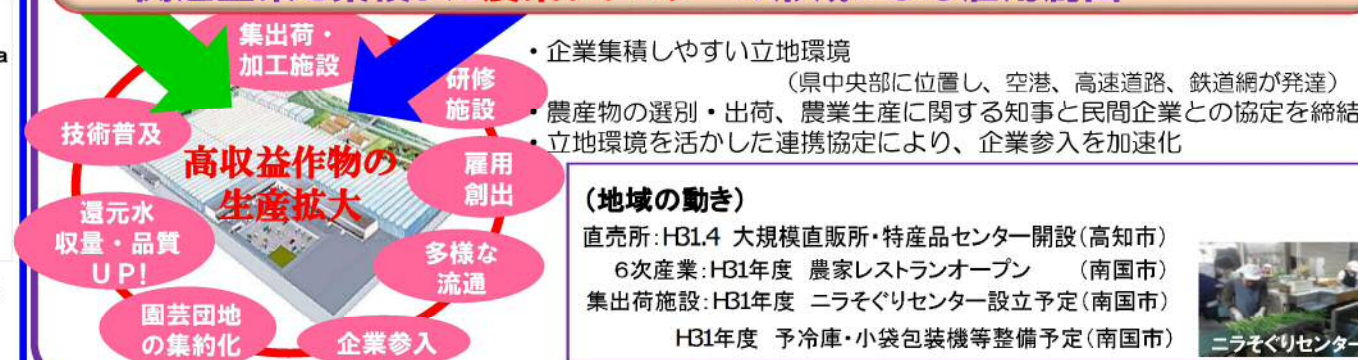 集出荷・
加工施設
研修
施設
技術普及
高収益作物の
生産拡大
雇用
創出
還元水
収量・品質
UP!
多様な
流通
園芸団地
の集約化
企業参入
・企業集積しやすい立地環境
（県中央部に位置し、空港、高速道路、鉄道網が発達）
・農産物の選別・出荷、農業生産に関する知事と民間企業との協定を締結
・立地環境を活かした連携協定により、企業参入を加速化
（地域の動き）
直売所：H31.4 大規模直販所・特産品センター開設（高知市）
6次産業：H31年度 農家レストランオープン （南国市）
集出荷施設：H31年度 ニラそぐりセンター設立予定（南国市）
H31年度 予冷庫・小袋包装機等整備予定（南国市）
ニラそぐりセンター